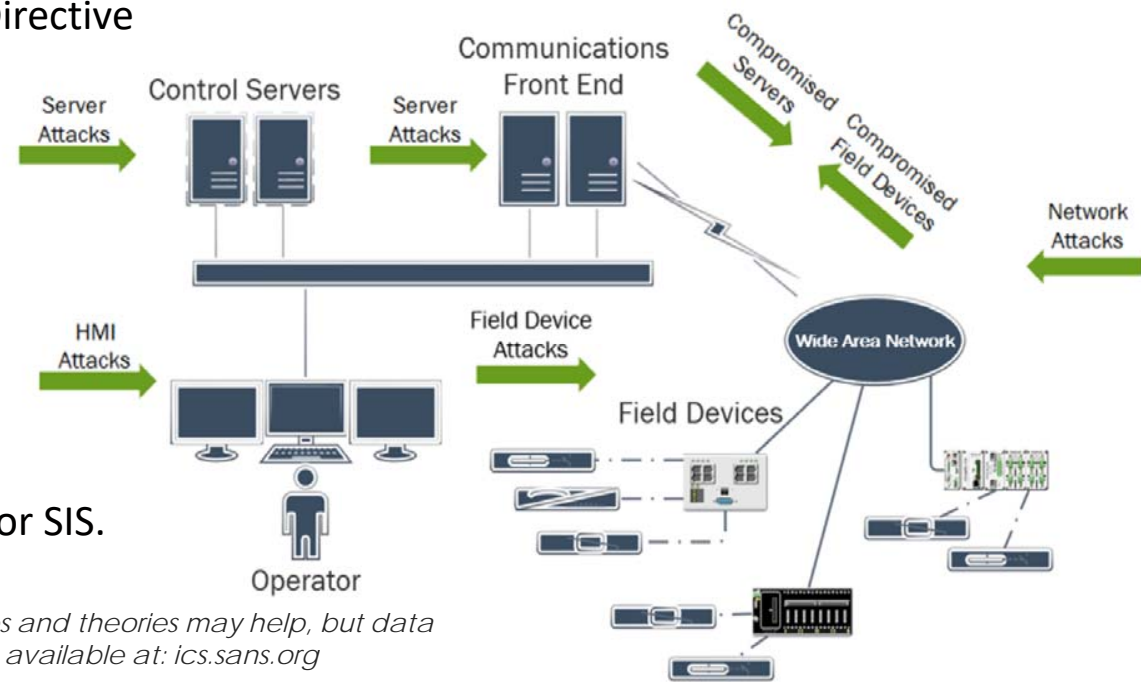 Directive
Communications
Front End
Control Servers
Server
Attacks
Server
Attacks
Compromised
Servers
Compromised
Field Devices
Network
Attacks
HMI
Attacks
Field Device
Attacks
Wide Area Network
Field Devices
or SIS.
Operator
s and theories may help, but data
available at: ics.sans.org